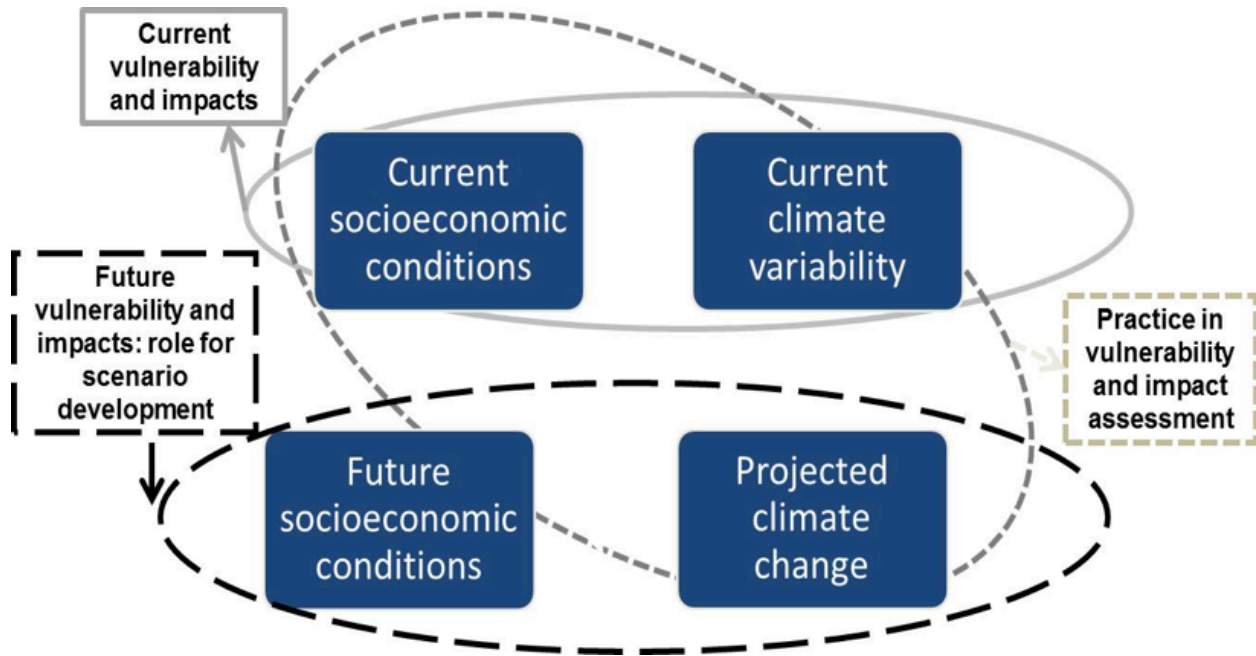 Current
vulnerability
and impacts
Current
socioeconomic
conditions
Current
climate
variability
Future
vulnerability and
impacts: role for
scenario
development
Practice in
vulnerability
and impact
assessment
Future
socioeconomic
conditions
Projected
climate
change